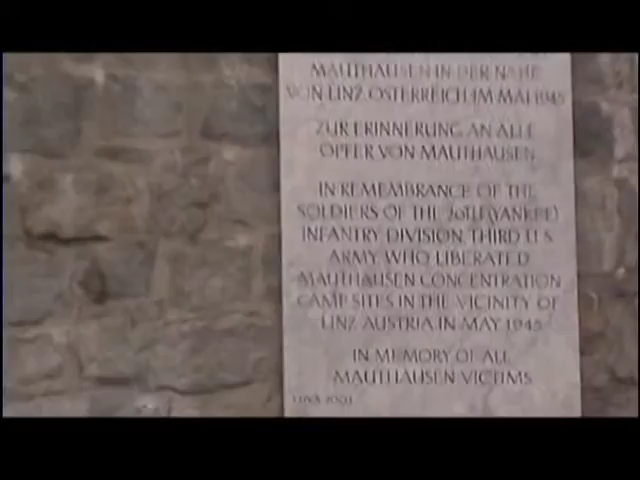 MAUTHAUSEN IN DER NÄHE
VON LINZ ÖSTERREICH IM MAI 1945
ZUR ERINNERUNG AN ALLE
OPFER VON MAUTHAUSEN
IN REMEMBRANCE OF THE
SOLDIERS OF THE (YANKEE)
INFANTRY DIVISION THIRD U S
ARMY WHO LIBERATED
MAUTHAUSEN CONCENTRATION
CAMP SITES IN THE VICINITY OF
LINZ AUSTRIA IN MAY 1945
IN MEMORY OF ALL
MAUTHAUSEN VICTIMS